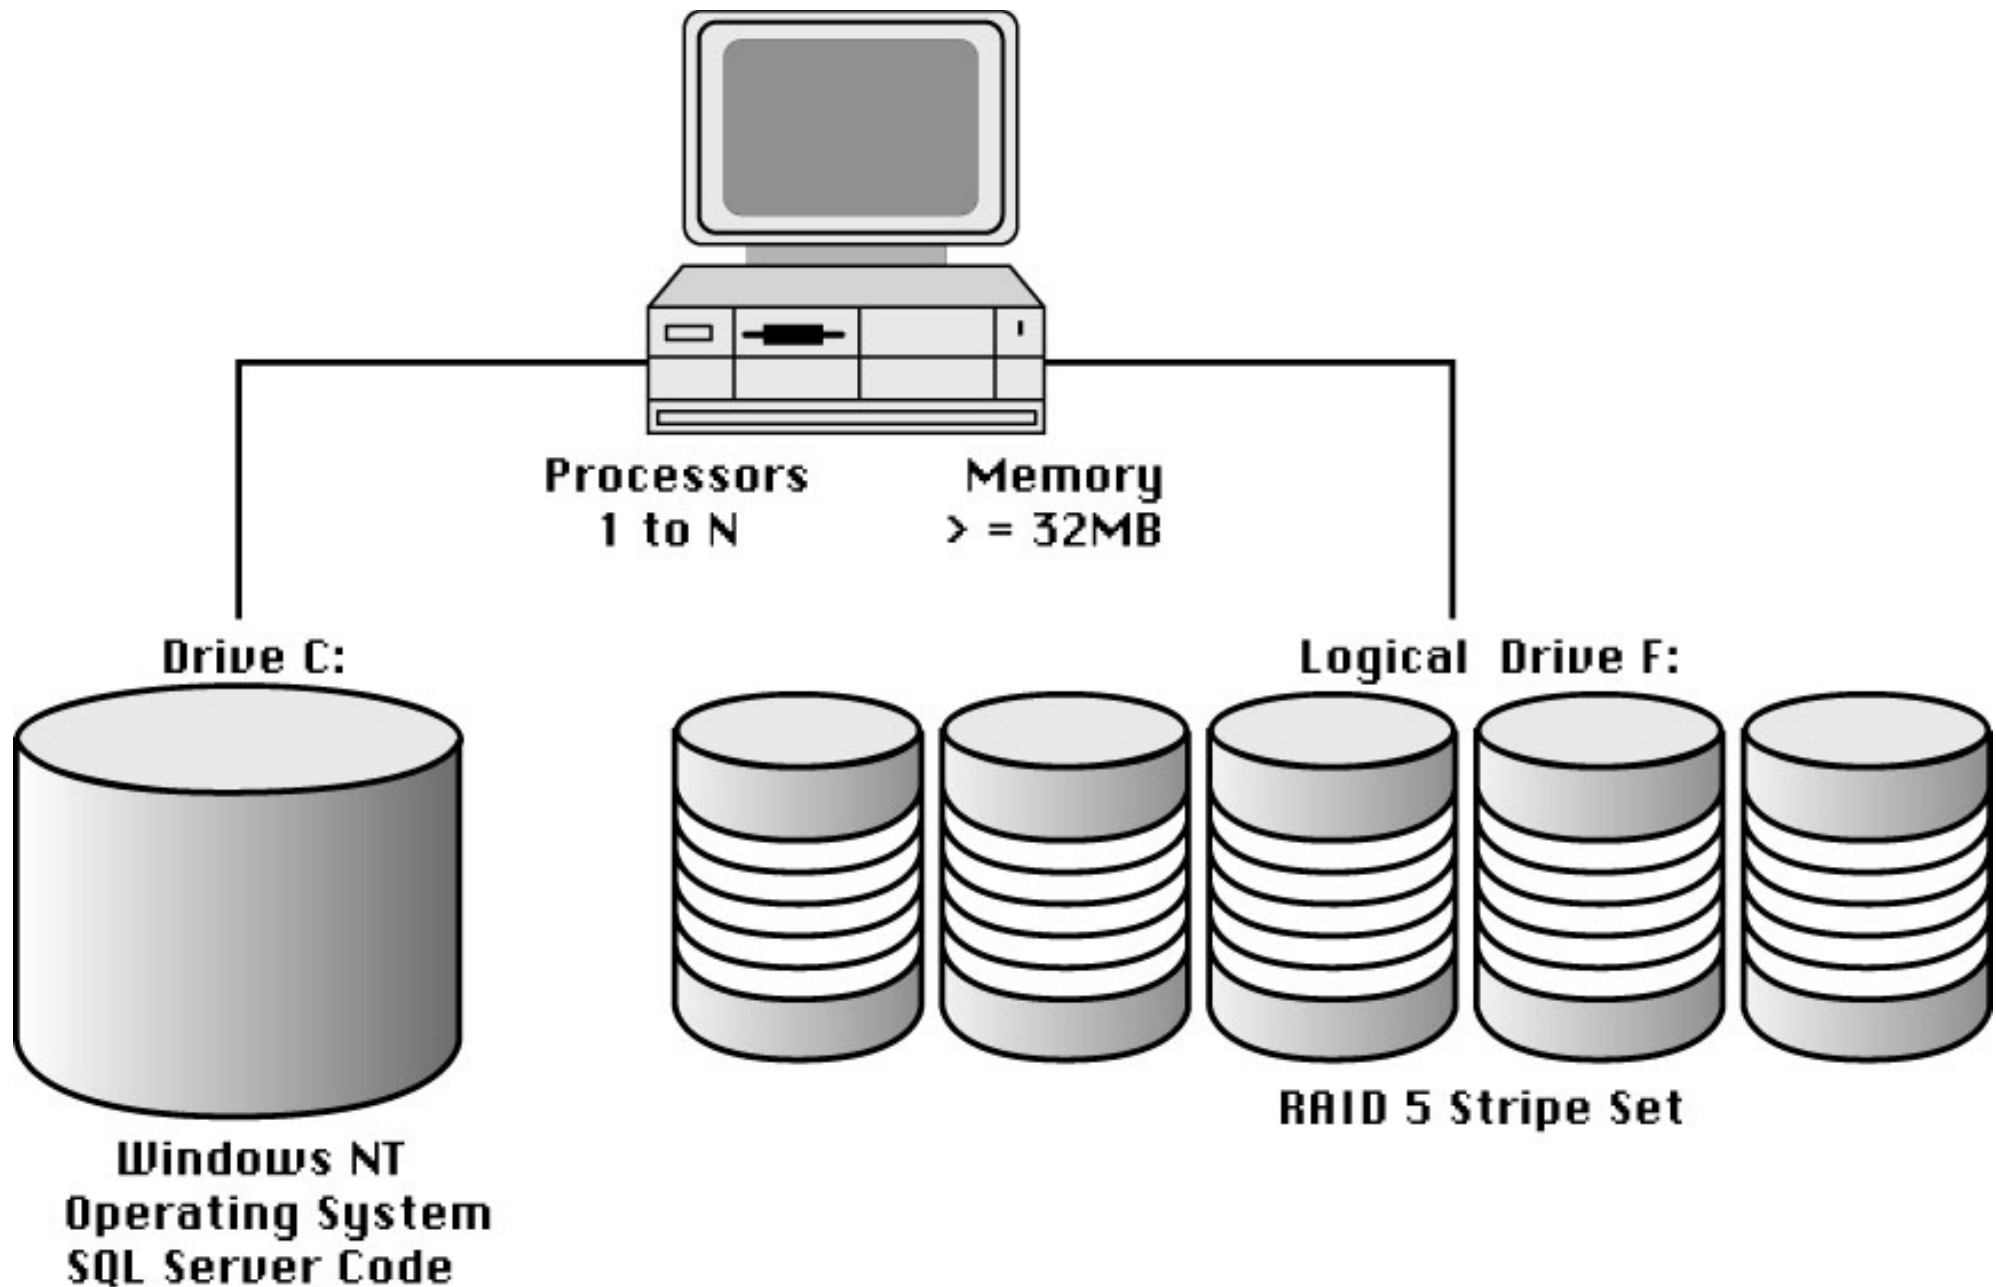 Processors
1 to N
Memory
> = 32MB
Drive C:
Logical Drive F:
RAID 5 Stripe Set
Windows NT
Operating System
SQL Server Code